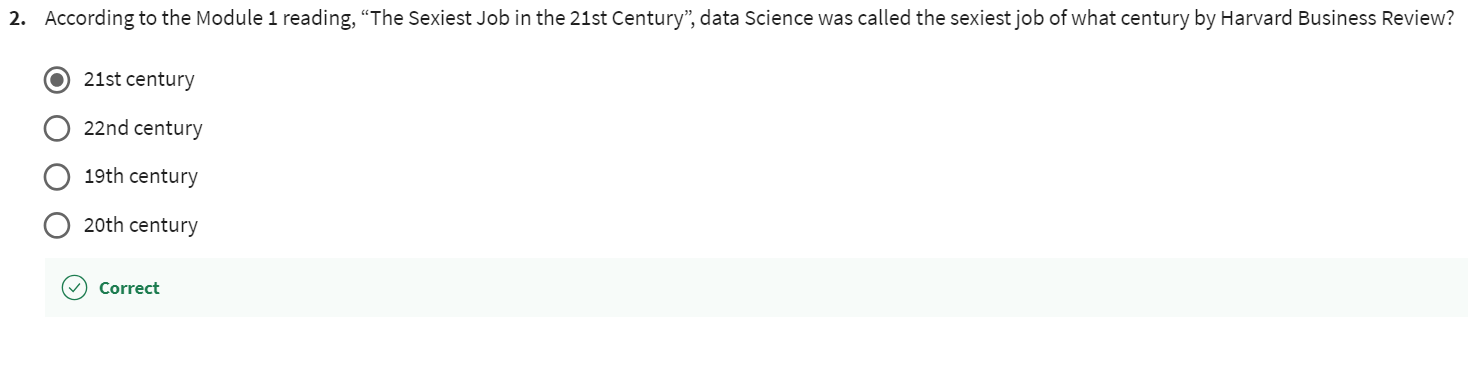 2. According to the Module 1 reading, “The Sexiest Job in the 21st Century”, data Science was called the sexiest job of what century by Harvard Business Review?
21st century
22nd century
19th century
20th century
Correct